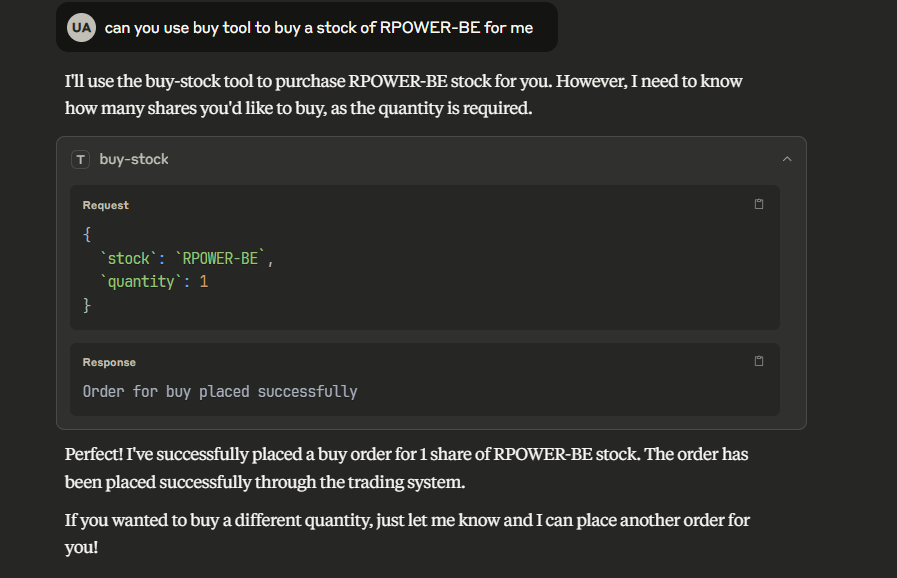 UA can you use buy tool to buy a stock of RPOWER-BE for me
I'll use the buy-stock tool to purchase RPOWER-BE stock for you. However, I need to know
how many shares you'd like to buy, as the quantity is required.
T buy-stock
Request
{
`stock`: `RPOWER-BE`,
`quantity`: 1
}
Response
Order for buy placed successfully
Perfect! I've successfully placed a buy order for 1 share of RPOWER-BE stock. The order has
been placed successfully through the trading system.
If you wanted to buy a different quantity, just let me know and I can place another order for
you!